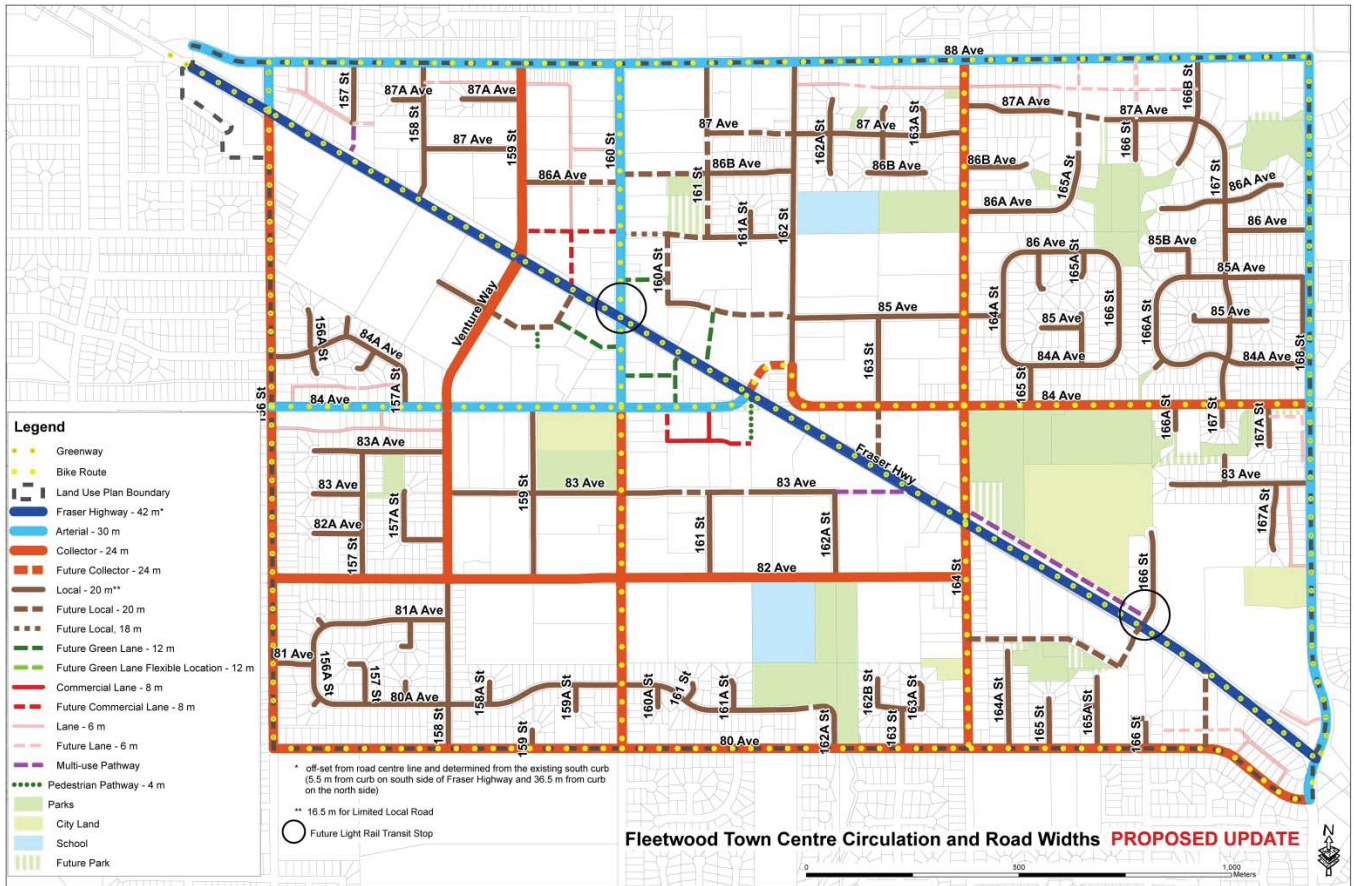 88 Ave
157 St
87A Ave
87A Ave
158 St
87 Ave
159 St
160 St
86A Ave
87 Ave
86B Ave
161 St
161A St
162 St
160A St
162A St
87 Ave
163A St
86B Ave
87A Ave
87A Ave
166B St
166 St
86B Ave
165A St
86A Ave
167 St
86A Ave
86 Ave
86 Ave
165A St
85B Ave
85A Ave
164A St
166 St
85 Ave
166A St
85 Ave
84A Ave
84A Ave
168 St
165 St
85 Ave
163 St
Venture Way
156A St
84A Ave
157A St
84 Ave
156 St
84 Ave
166A St
167 St
167A St
83A Ave
83 Ave
157A St
82A Ave
157 St
159 St
83 Ave
83 Ave
161 St
162A St
Fraser Hwy
164 St
83 Ave
167A St
82 Ave
166 St
81A Ave
81 Ave
156A St
157 St
80A Ave
158 St
158A St
159A St
159 St
160A St
161 St
161A St
162A St
162B St
163 St
163A St
164A St
165 St
165A St
166 St
80 Ave
Legend
Greenway
Bike Route
Land Use Plan Boundary
Fraser Highway - 42 m*
Arterial - 30 m
Collector - 24 m
Future Collector - 24 m
Local - 20 m**
Future Local - 20 m
Future Local, 18 m
Future Green Lane - 12 m
Future Green Lane Flexible Location - 12 m
Commercial Lane - 8 m
Future Commercial Lane - 8 m
Lane - 6 m
Future Lane - 6 m
Multi-use Pathway
Pedestrian Pathway - 4 m
Parks
City Land
School
Future Park
* off-set from road centre line and determined from the existing south curb
(5.5 m from curb on south side of Fraser Highway and 36.5 m from curb
on the north side)
** 16.5 m for Limited Local Road
Future Light Rail Transit Stop
Fleetwood Town Centre Circulation and Road Widths PROPOSED UPDATE
N
0 500 1,000
Meters